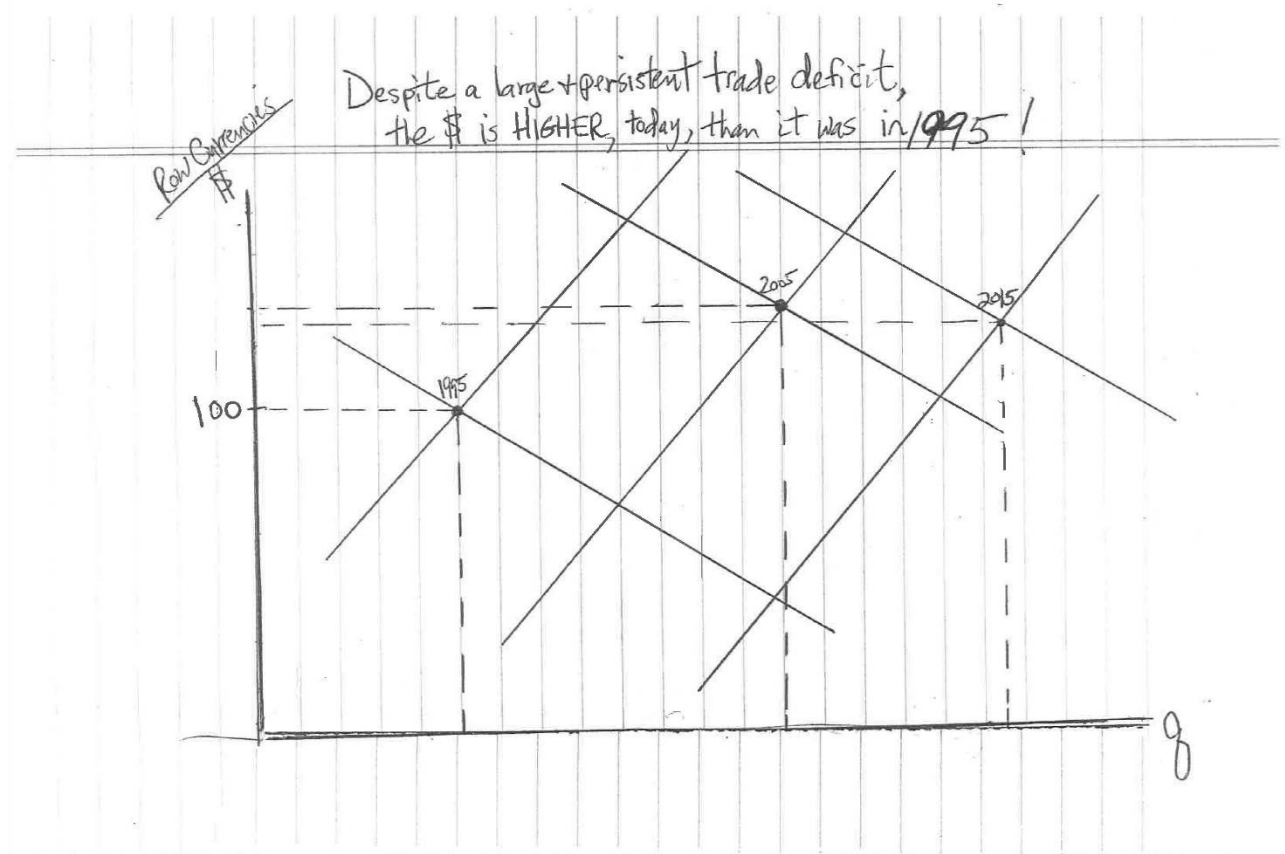 Despite a large + persistent trade deficit,
the $ is HIGHER, today, than it was in 1995!
Row Currencies
$
2005
2015
1995
100
q